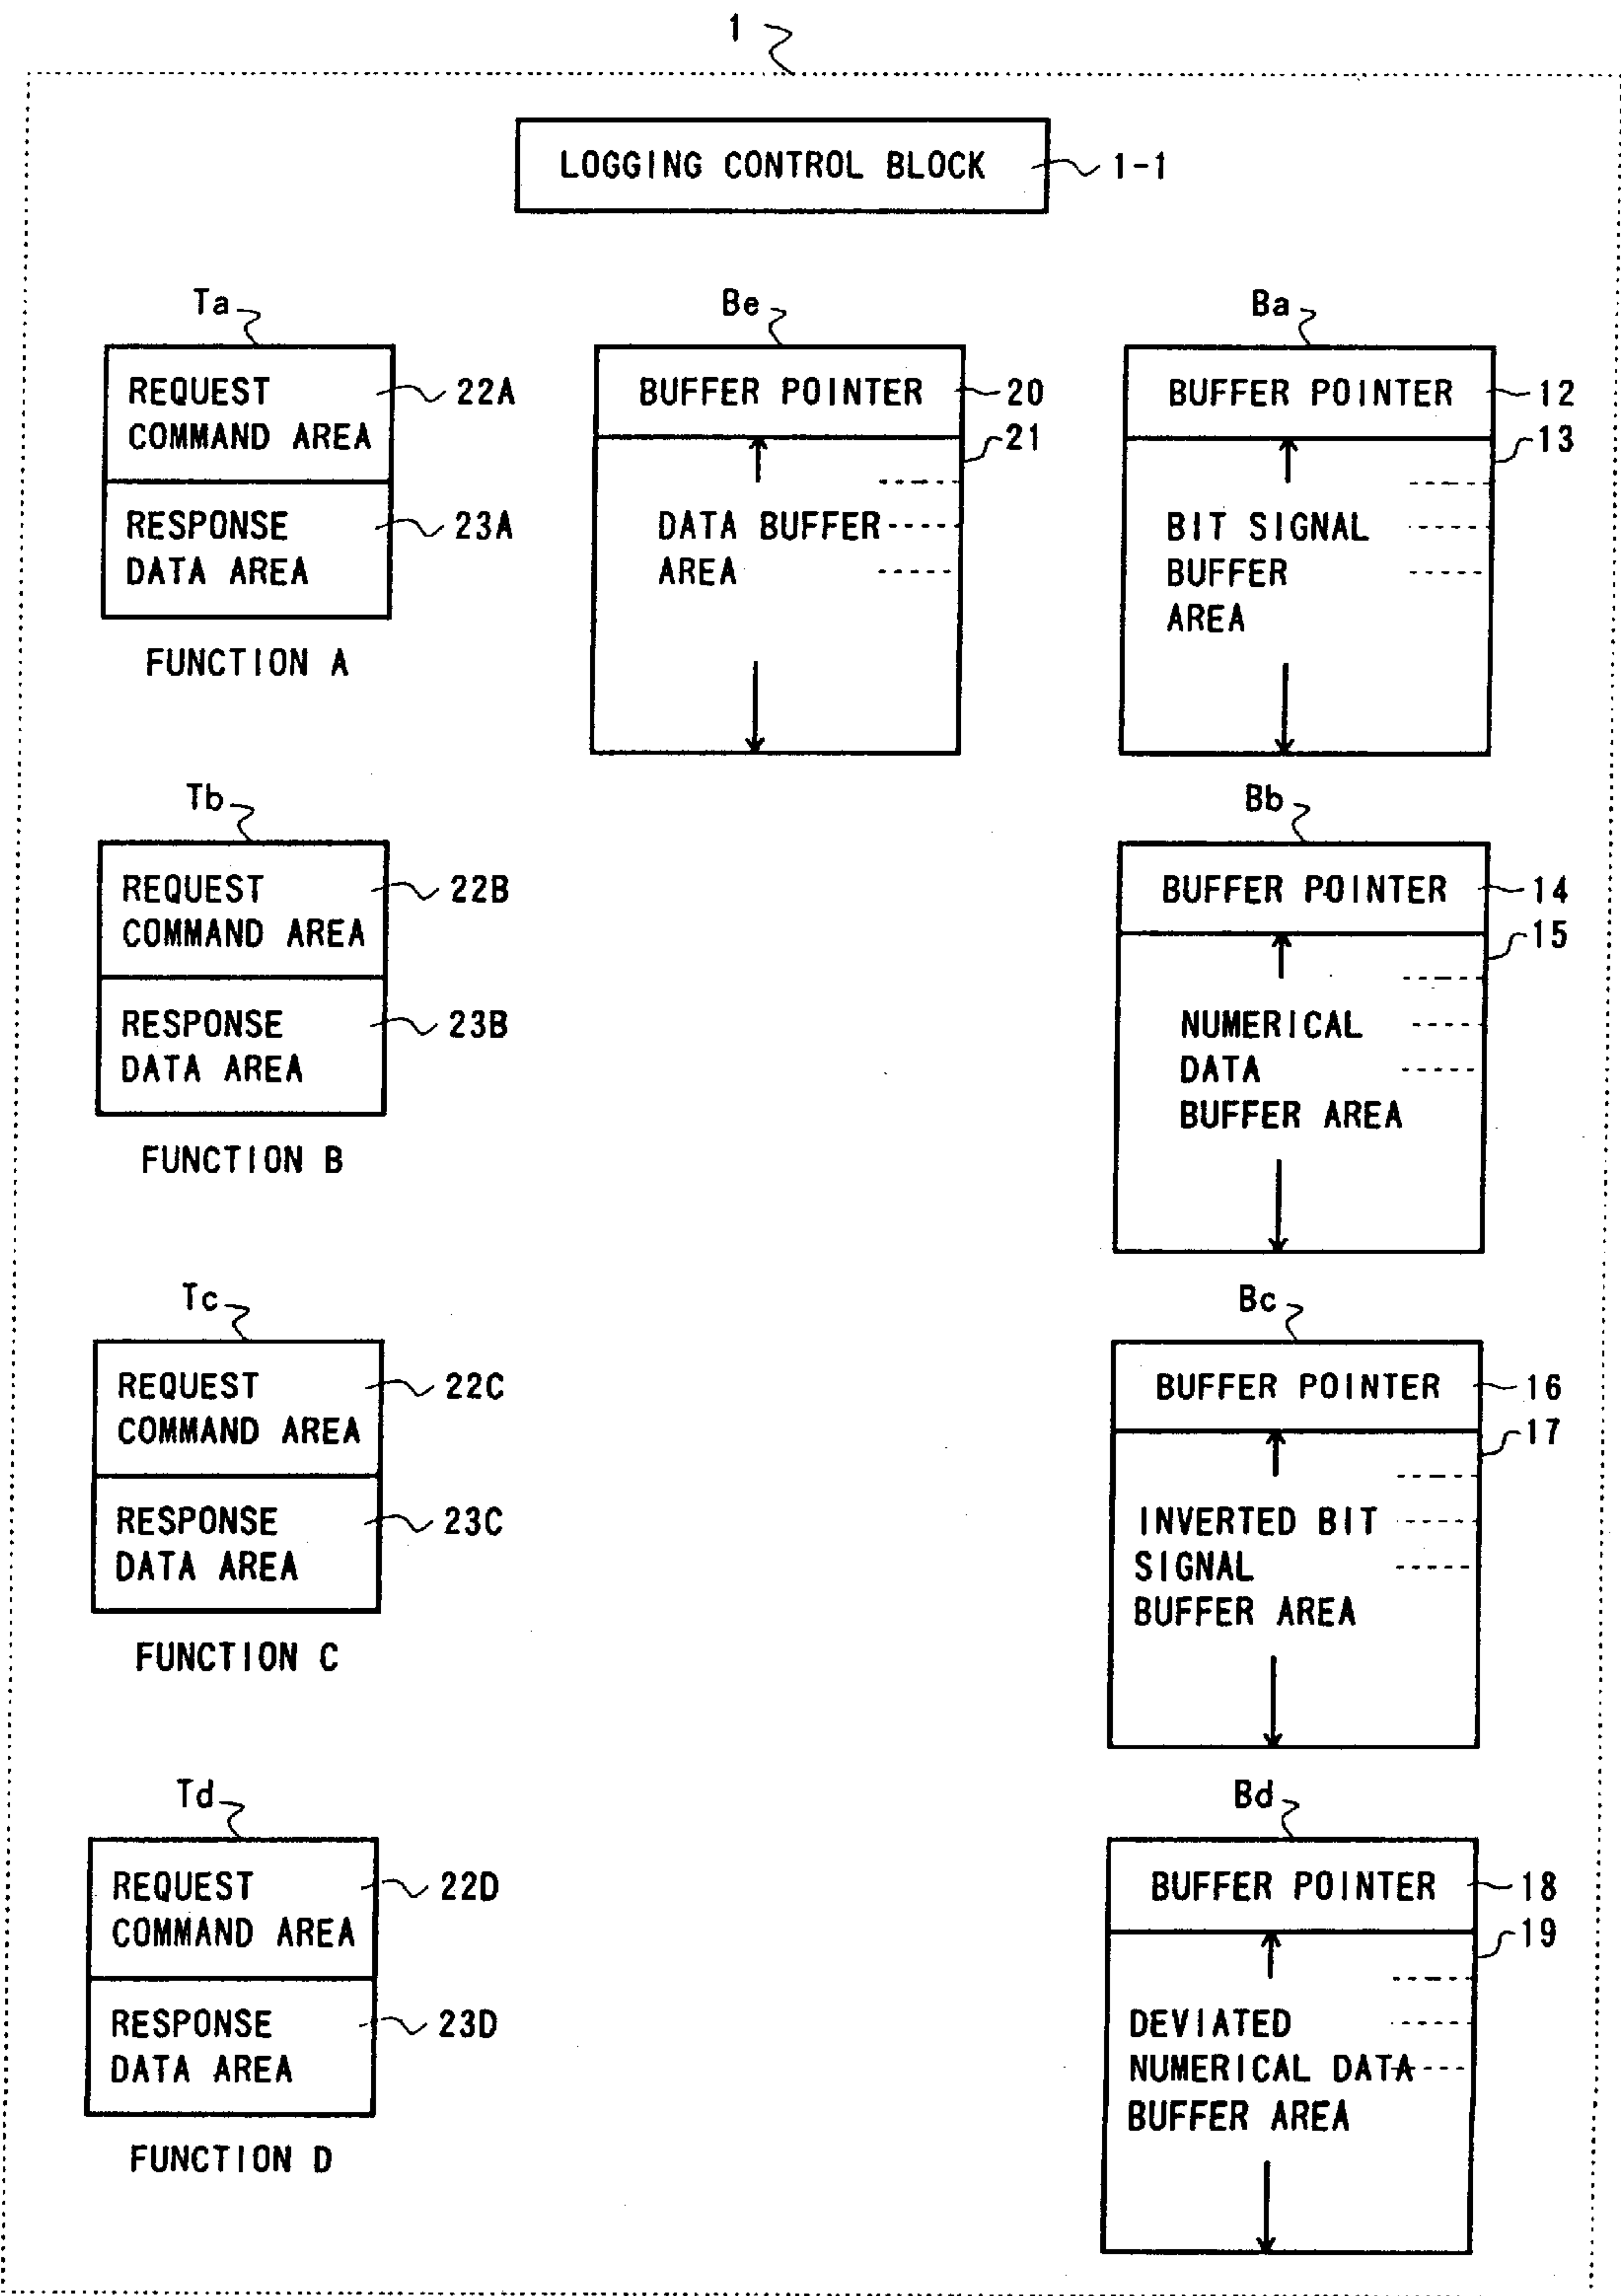 1
LOGGING CONTROL BLOCK
1-1
Ta
REQUEST
COMMAND AREA
22A
RESPONSE
DATA AREA
23A
FUNCTION A
Be
BUFFER POINTER
20
21
DATA BUFFER
AREA
Ba
BUFFER POINTER
12
13
BIT SIGNAL
BUFFER
AREA
Tb
REQUEST
COMMAND AREA
22B
RESPONSE
DATA AREA
23B
FUNCTION B
Bb
BUFFER POINTER
14
15
NUMERICAL
DATA
BUFFER AREA
Tc
REQUEST
COMMAND AREA
22C
RESPONSE
DATA AREA
23C
FUNCTION C
Bc
BUFFER POINTER
16
17
INVERTED BIT
SIGNAL
BUFFER AREA
Td
REQUEST
COMMAND AREA
22D
RESPONSE
DATA AREA
23D
FUNCTION D
Bd
BUFFER POINTER
18
19
DEVIATED
NUMERICAL DATA
BUFFER AREA